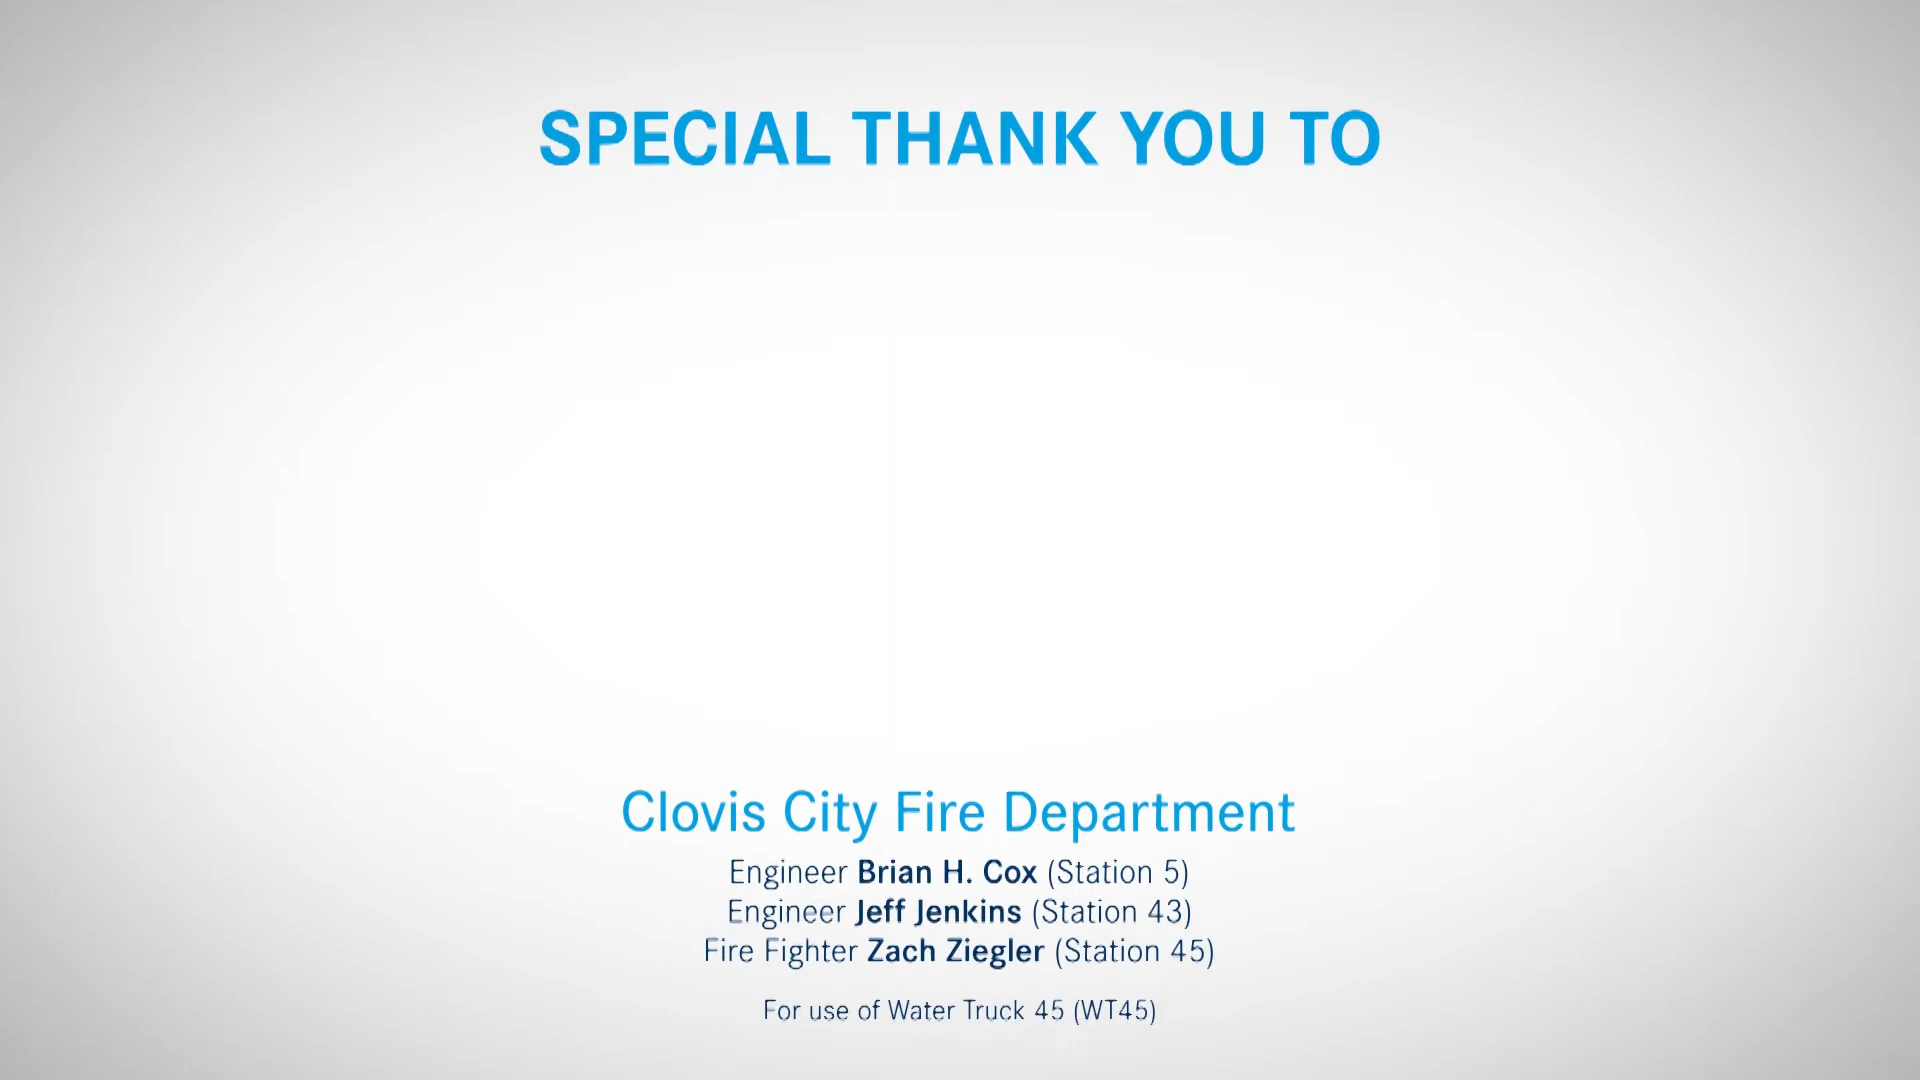 SPECIAL THANK YOU TO
Clovis City Fire Department
Engineer Brian H. Cox (Station 5)
Engineer Jeff Jenkins (Station 43)
Fire Fighter Zach Ziegler (Station 45)
For use of Water Truck 45 (WT45)